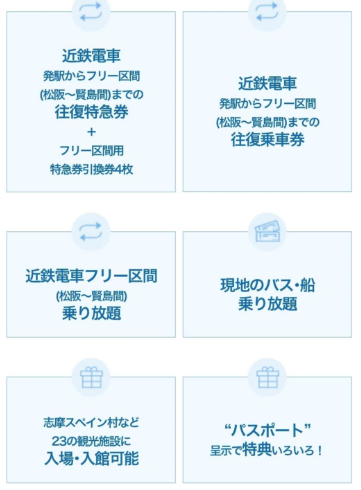 近鉄電車
発駅からフリー区間
(松阪～賢島間)までの
往復特急券
+
フリー区間用
特急券引換券4枚
近鉄電車
発駅からフリー区間
(松阪～賢島間)までの
往復乗車券
近鉄電車フリー区間
(松阪～賢島間)
乗り放題
現地のバス・船
乗り放題
志摩スペイン村など
23の観光施設に
入場・入館可能
“パスポート”
呈示で特典いろいろ！